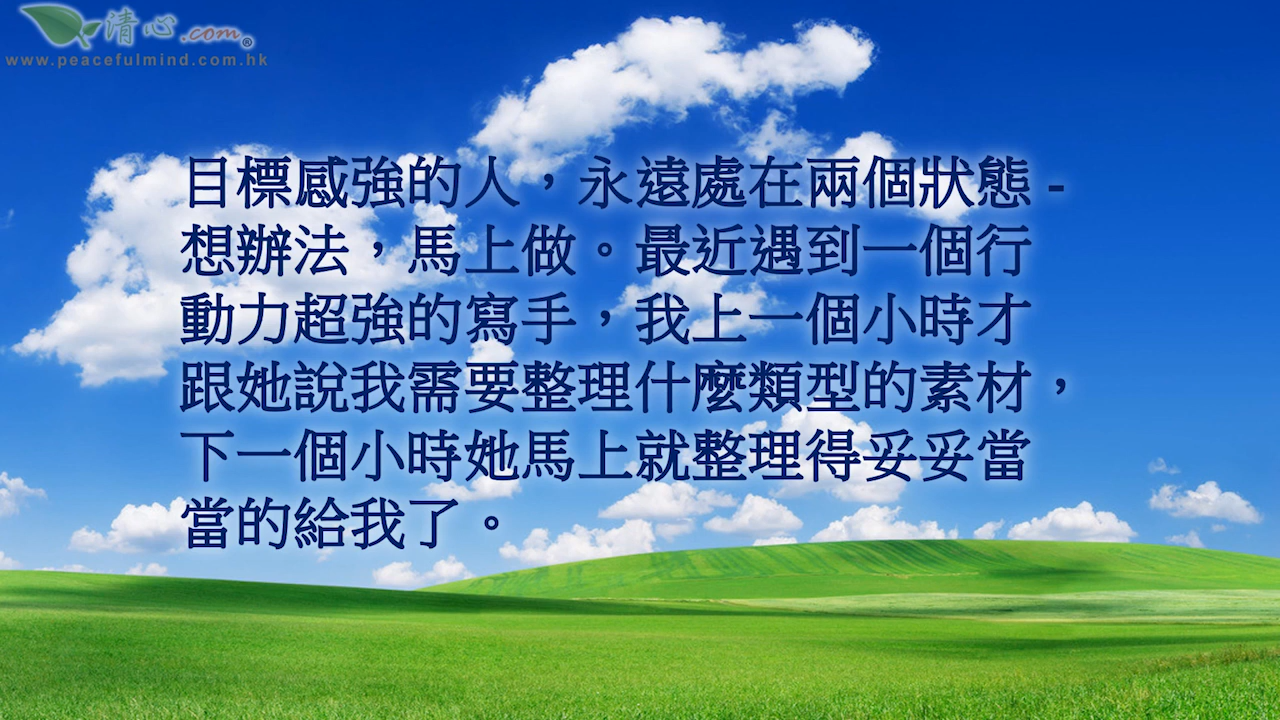 清心.com®
www.peacefulmind.com.hk
目標感強的人，永遠處在兩個狀態 -
想辦法，馬上做。最近遇到一個行
動力超強的寫手，我上一個小時才
跟她說我需要整理什麼類型的素材，
下一個小時她馬上就整理得妥妥當
當的給我了。